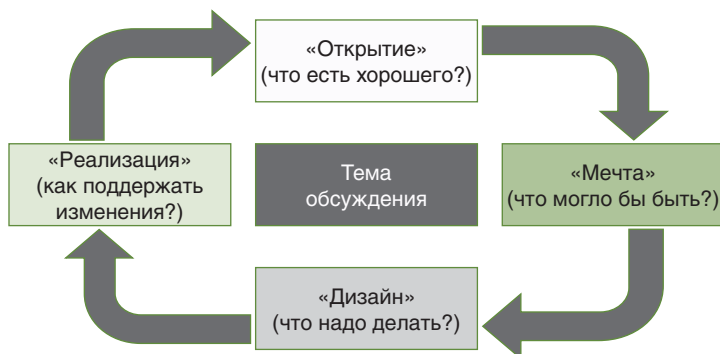 «Открытие»
(что есть хорошего?)
«Реализация»
(как поддержать
изменения?)
Тема
обсуждения
«Мечта»
(что могло бы быть?)
«Дизайн»
(что надо делать?)